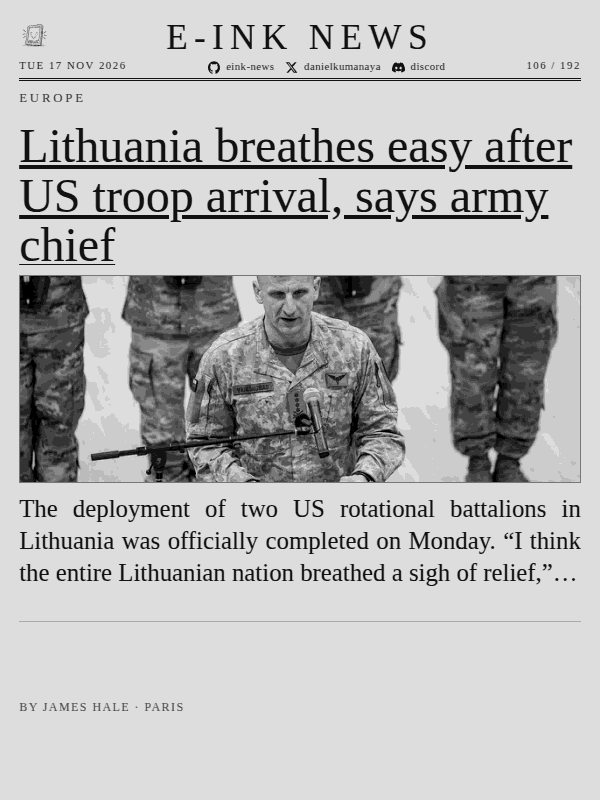 E-INK NEWS
TUE 17 NOV 2026
eink-news danielkumanaya discord
106 / 192
EUROPE
Lithuania breathes easy after
US troop arrival, says army
chief
The deployment of two US rotational battalions in
Lithuania was officially completed on Monday. “I think
the entire Lithuanian nation breathed a sigh of relief,”…
BY JAMES HALE · PARIS